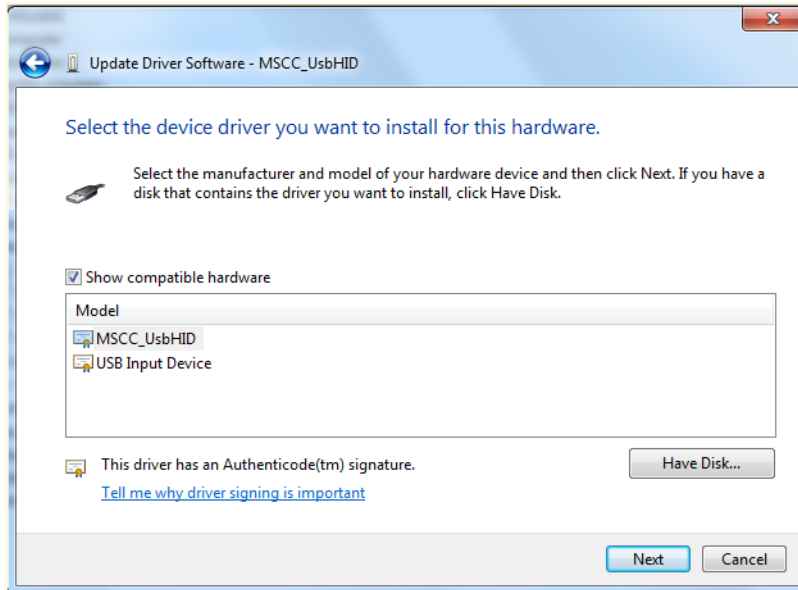 Update Driver Software - MSCC_UsbHID
Select the device driver you want to install for this hardware.
Select the manufacturer and model of your hardware device and then click Next. If you have a
disk that contains the driver you want to install, click Have Disk.
Show compatible hardware
Model
MSCC_UsbHID
USB Input Device
This driver has an Authenticode(tm) signature.
Have Disk...
Tell me why driver signing is important
Next
Cancel